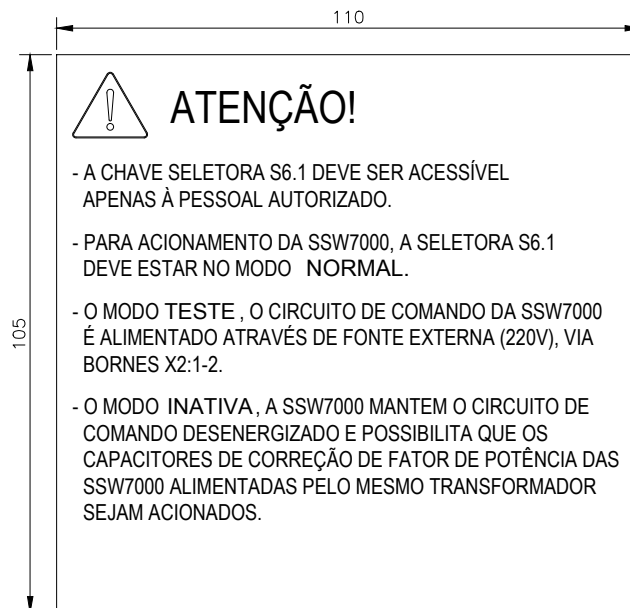 110
105
ATENÇÃO!
- A CHAVE SELETORA S6.1 DEVE SER ACESSÍVEL
APENAS À PESSOAL AUTORIZADO.
- PARA ACIONAMENTO DA SSW7000, A SELETORA S6.1
DEVE ESTAR NO MODO NORMAL.
- O MODO TESTE, O CIRCUITO DE COMANDO DA SSW7000
É ALIMENTADO ATRAVÉS DE FONTE EXTERNA (220V), VIA
BORNES X2:1-2.
- O MODO INATIVA, A SSW7000 MANTEM O CIRCUITO DE
COMANDO DESENERGIZADO E POSSIBILITA QUE OS
CAPACITORES DE CORREÇÃO DE FATOR DE POTÊNCIA DAS
SSW7000 ALIMENTADAS PELO MESMO TRANSFORMADOR
SEJAM ACIONADOS.